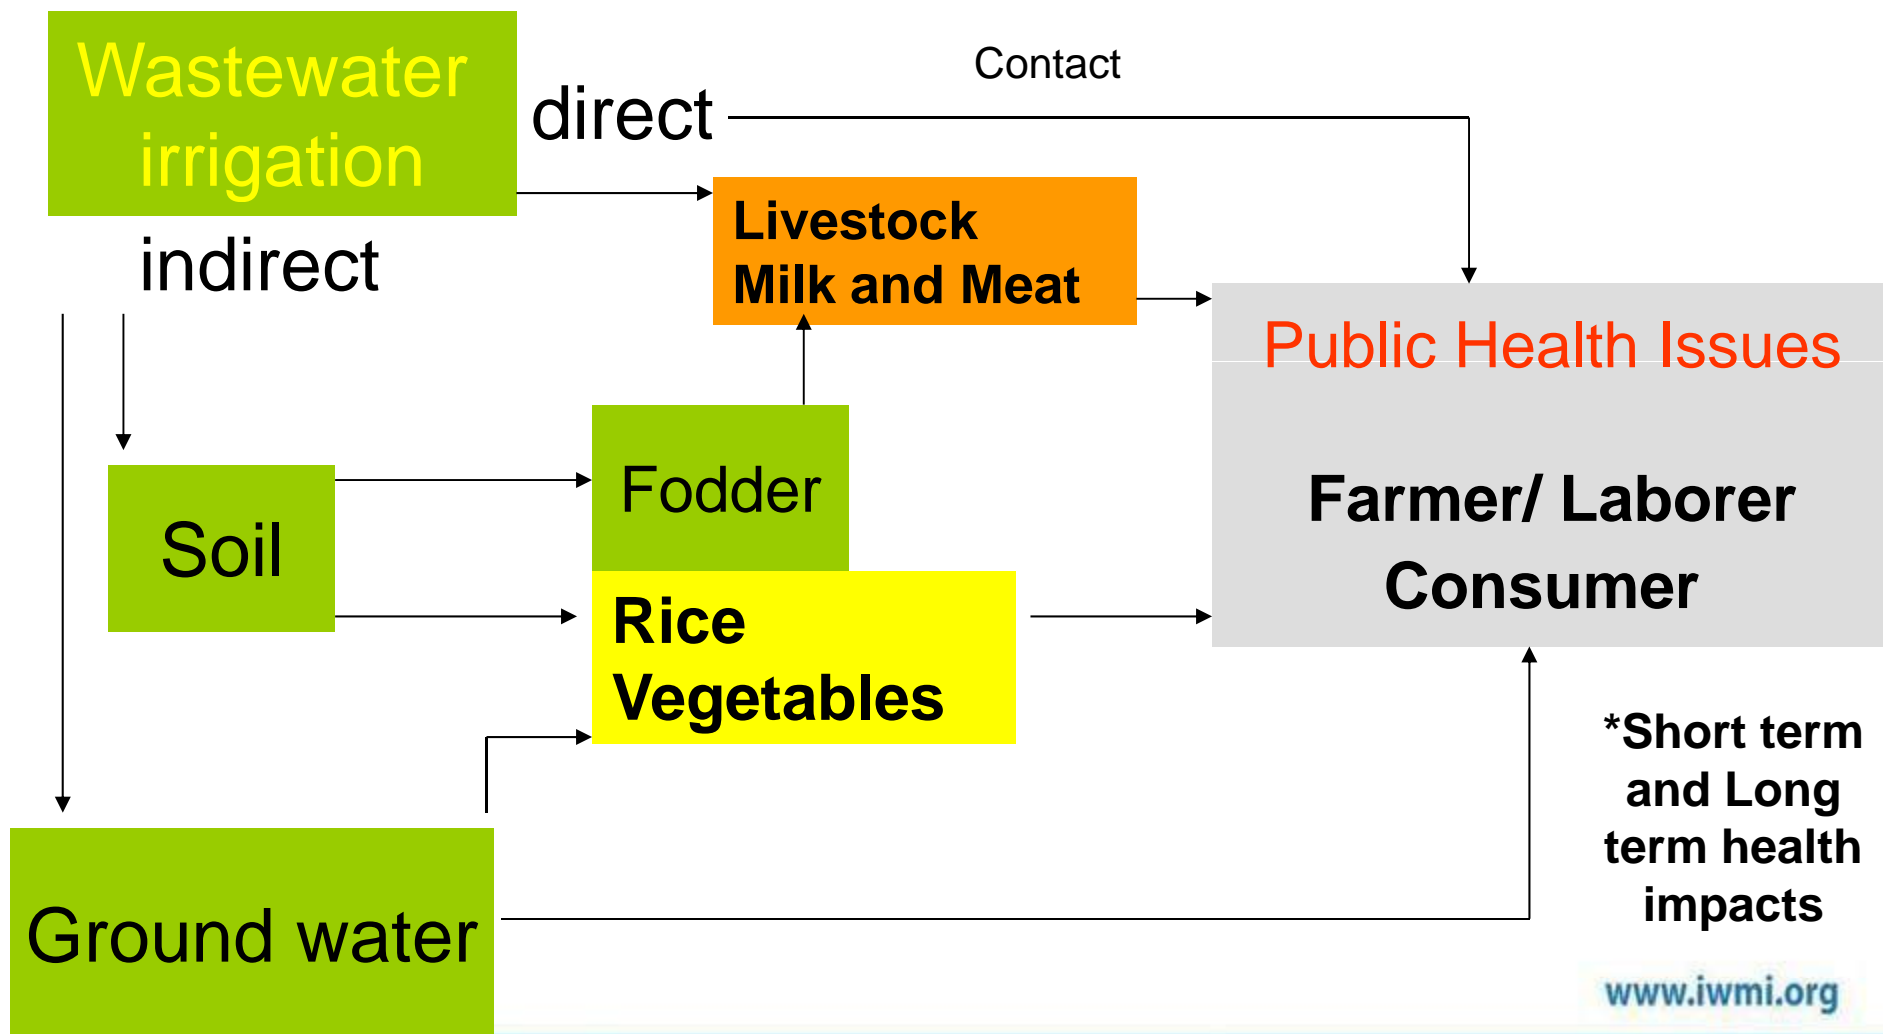 Wastewater
irrigation
direct
Contact
indirect
Livestock
Milk and Meat
Public Health Issues
Farmer/ Laborer
Consumer
Fodder
Soil
Rice
Vegetables
Ground water
*Short term
and Long
term health
impacts
www.iwmi.org